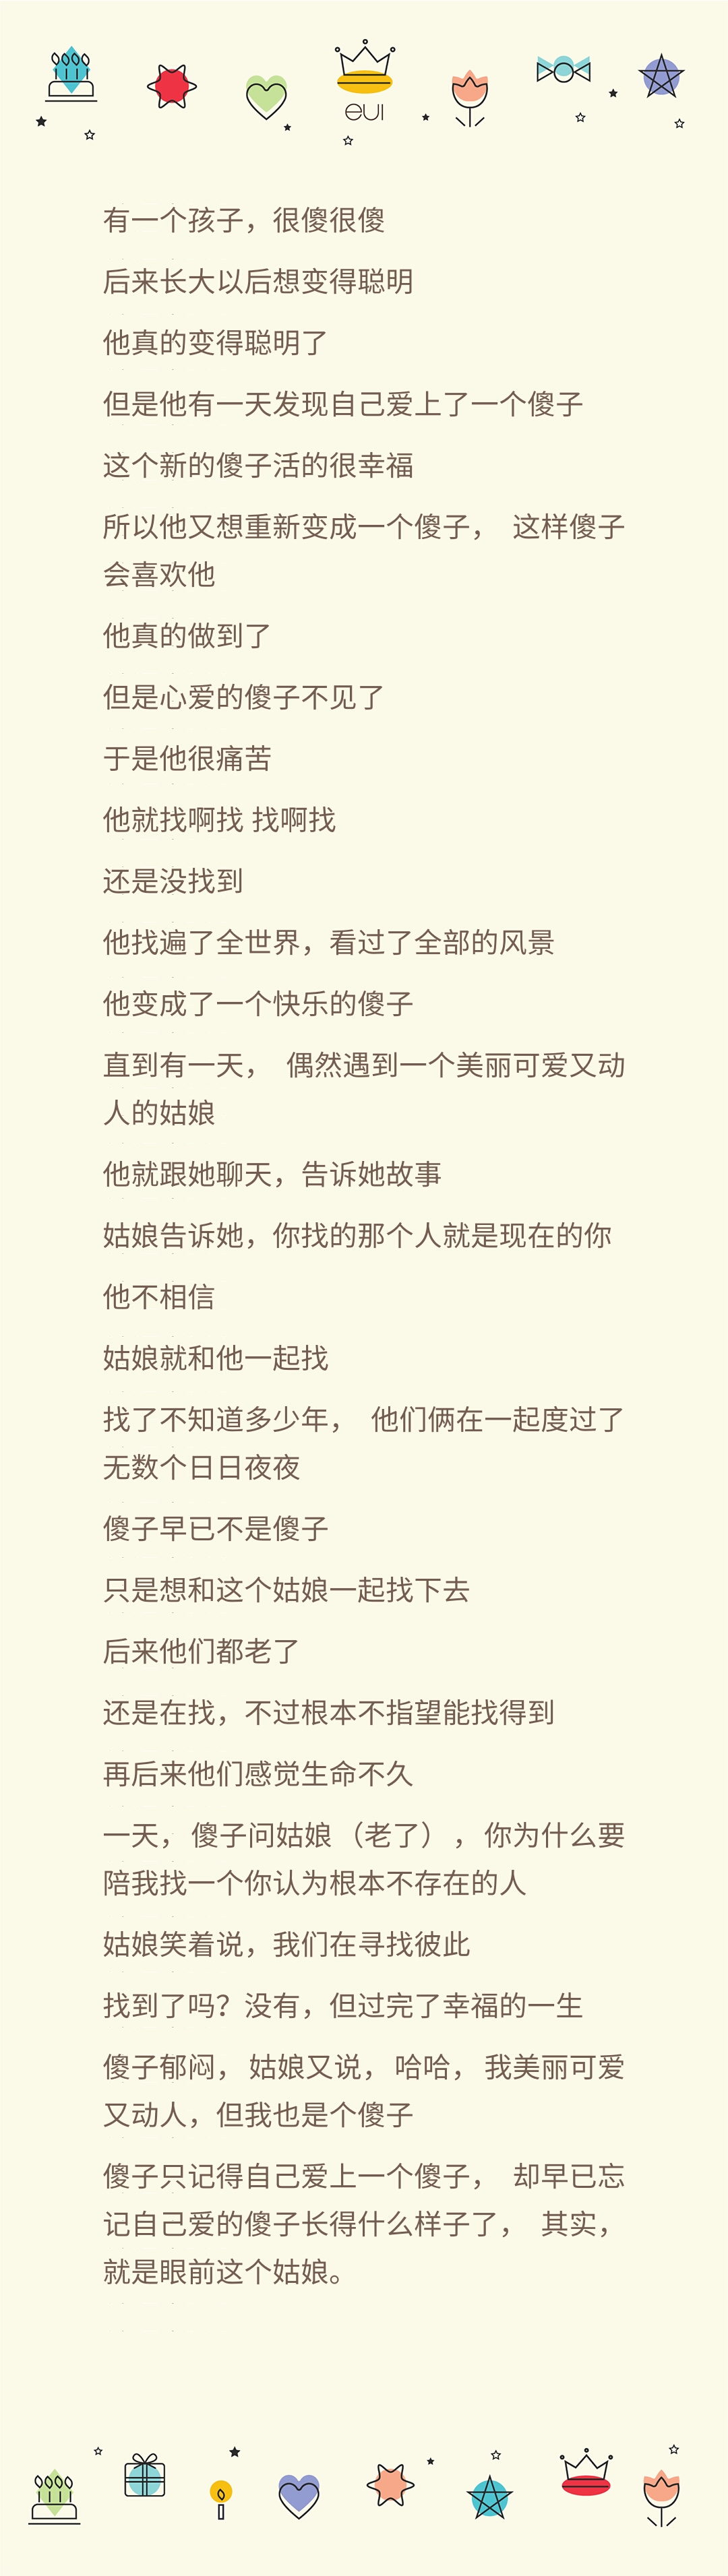 eui
有一个孩子，很傻很傻
后来长大以后想变得聪明
他真的变得聪明了
但是他有一天发现自己爱上了一个傻子
这个新的傻子活的很幸福
所以他又想重新变成一个傻子， 这样傻子
会喜欢他
他真的做到了
但是心爱的傻子不见了
于是他很痛苦
他就找啊找 找啊找
还是没找到
他找遍了全世界，看过了全部的风景
他变成了一个快乐的傻子
直到有一天， 偶然遇到一个美丽可爱又动
人的姑娘
他就跟她聊天，告诉她故事
姑娘告诉她，你找的那个人就是现在的你
他不相信
姑娘就和他一起找
找了不知道多少年， 他们俩在一起度过了
无数个日日夜夜
傻子早已不是傻子
只是想和这个姑娘一起找下去
后来他们都老了
还是在找，不过根本不指望能找得到
再后来他们感觉生命不久
一天，傻子问姑娘（老了），你为什么要
陪我找一个你认为根本不存在的人
姑娘笑着说，我们在寻找彼此
找到了吗？没有，但过完了幸福的一生
傻子郁闷，姑娘又说，哈哈，我美丽可爱
又动人，但我也是个傻子
傻子只记得自己爱上一个傻子， 却早已忘
记自己爱的傻子长得什么样子了， 其实，
就是眼前这个姑娘。